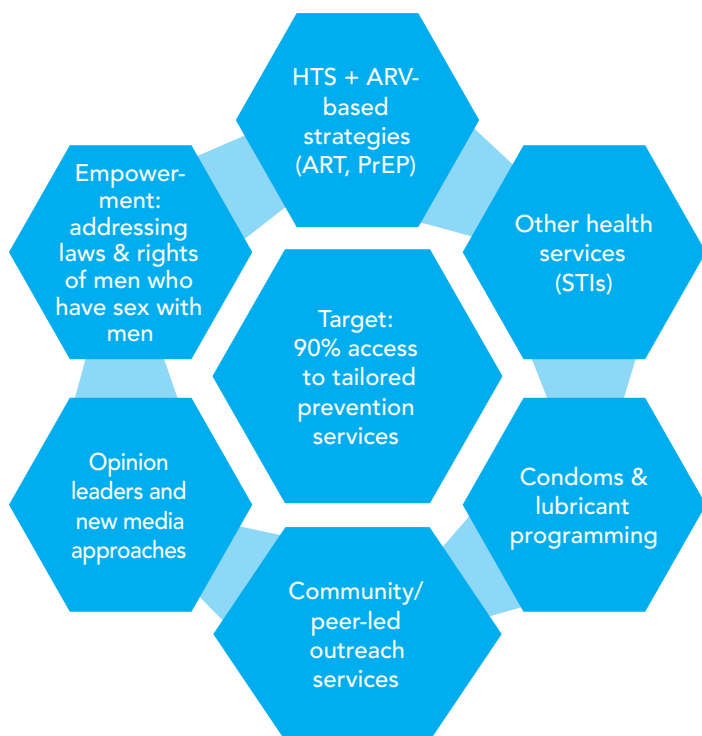 HTS + ARV-
based
strategies
(ART, PrEP)
Empower-
ment:
addressing
laws & rights
of men who
have sex with
men
Other health
services
(STIs)
Target:
90% access
to tailored
prevention
services
Opinion
leaders and
new media
approaches
Condoms &
lubricant
programming
Community/
peer-led
outreach
services